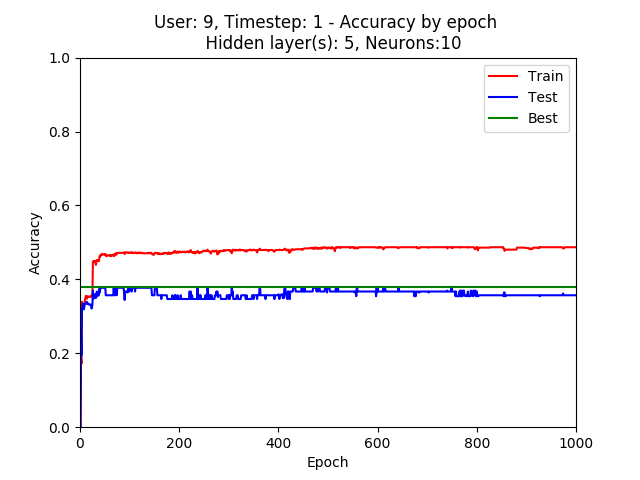 User: 9, Timestep: 1 - Accuracy by epoch
Hidden layer(s): 5, Neurons:10
1.0
0.8
0.6
0.4
0.2
0.0
Accuracy
Train
Test
Best
0 200 400 600 800 1000
Epoch